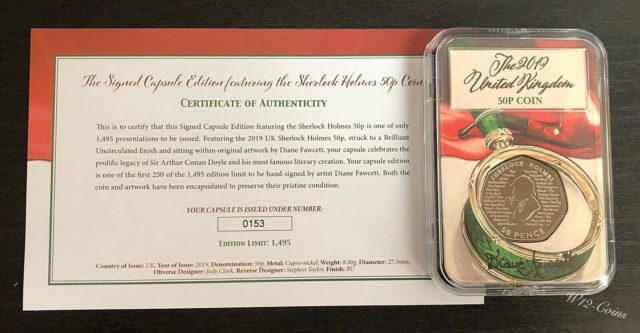 The Signed Capsule Edition featuring the Sherlock Holmes 50p Coin
CERTIFICATE OF AUTHENTICITY
This is to certify that this Signed Capsule Edition featuring the Sherlock Holmes 50p is one of only
1,495 presentations to be issued. Featuring the 2019 UK Sherlock Holmes 50p, struck to a Brilliant
Uncirculated finish and sitting within original artwork by Diane Fawcett, your capsule celebrates the
prolific legacy of Sir Arthur Conan Doyle and his most famous literary creation. Your capsule edition
is one of the first 250 of the 1,495 edition limit to be hand-signed by artist Diane Fawcett. Both the
coin and artwork have been encapsulated to preserve their pristine condition.
YOUR CAPSULE IS ISSUED UNDER NUMBER:
0153
EDITION LIMIT: 1,495
Country of Issue: UK, Year of Issue: 2019, Denomination: 50p, Metal: Cupro-nickel, Weight: 8.00g, Diameter: 27.3mm,
Obverse Designer: Jody Clark, Reverse Designer: Stephen Taylor, Finish: BU
The 2019
United Kingdom
50P COIN
SHERLOCK HOLMES
50 PENCE
W12-Coins